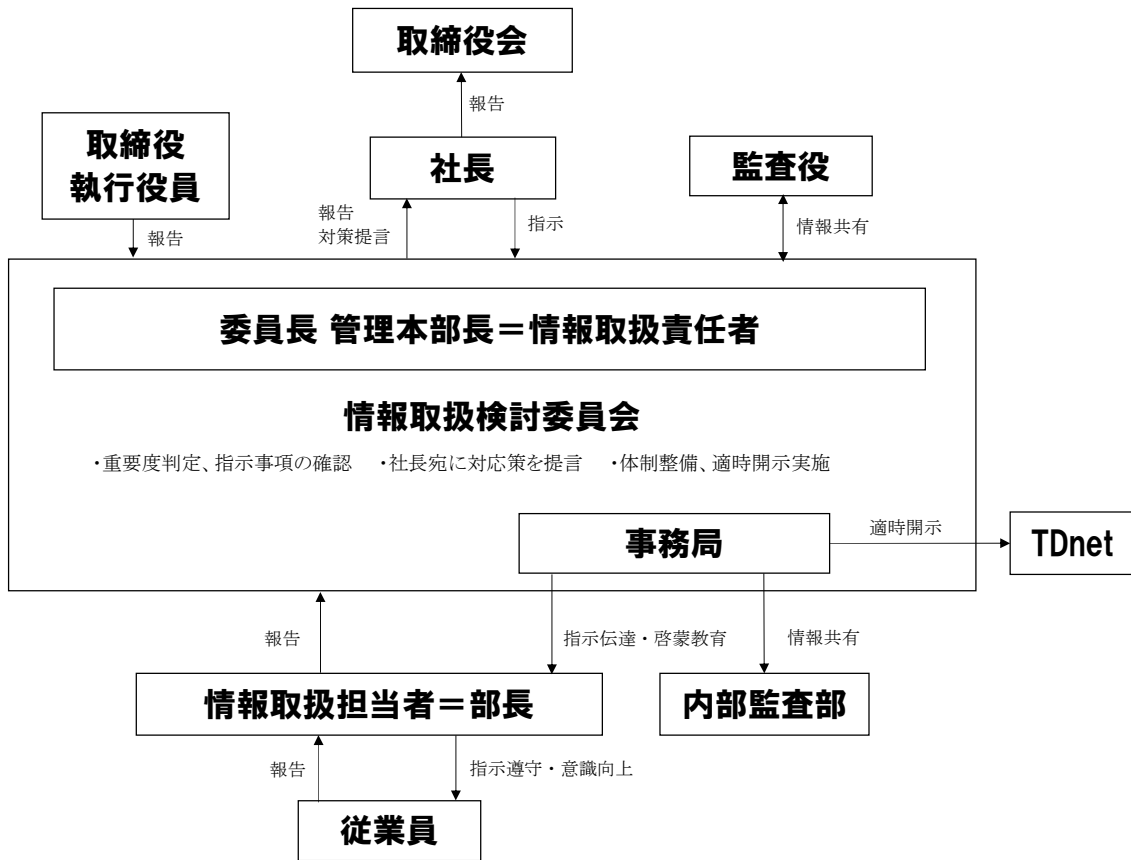 取締役会
報告
取締役
執行役員
社長
監査役
報告
報告
対策提言
指示
情報共有
委員長 管理本部長＝情報取扱責任者
情報取扱検討委員会
・重要度判定、指示事項の確認　・社長宛に対応策を提言　・体制整備、適時開示実施
事務局
適時開示
TDnet
報告
指示伝達・啓蒙教育
情報共有
情報取扱担当者＝部長
内部監査部
報告
指示遵守・意識向上
従業員